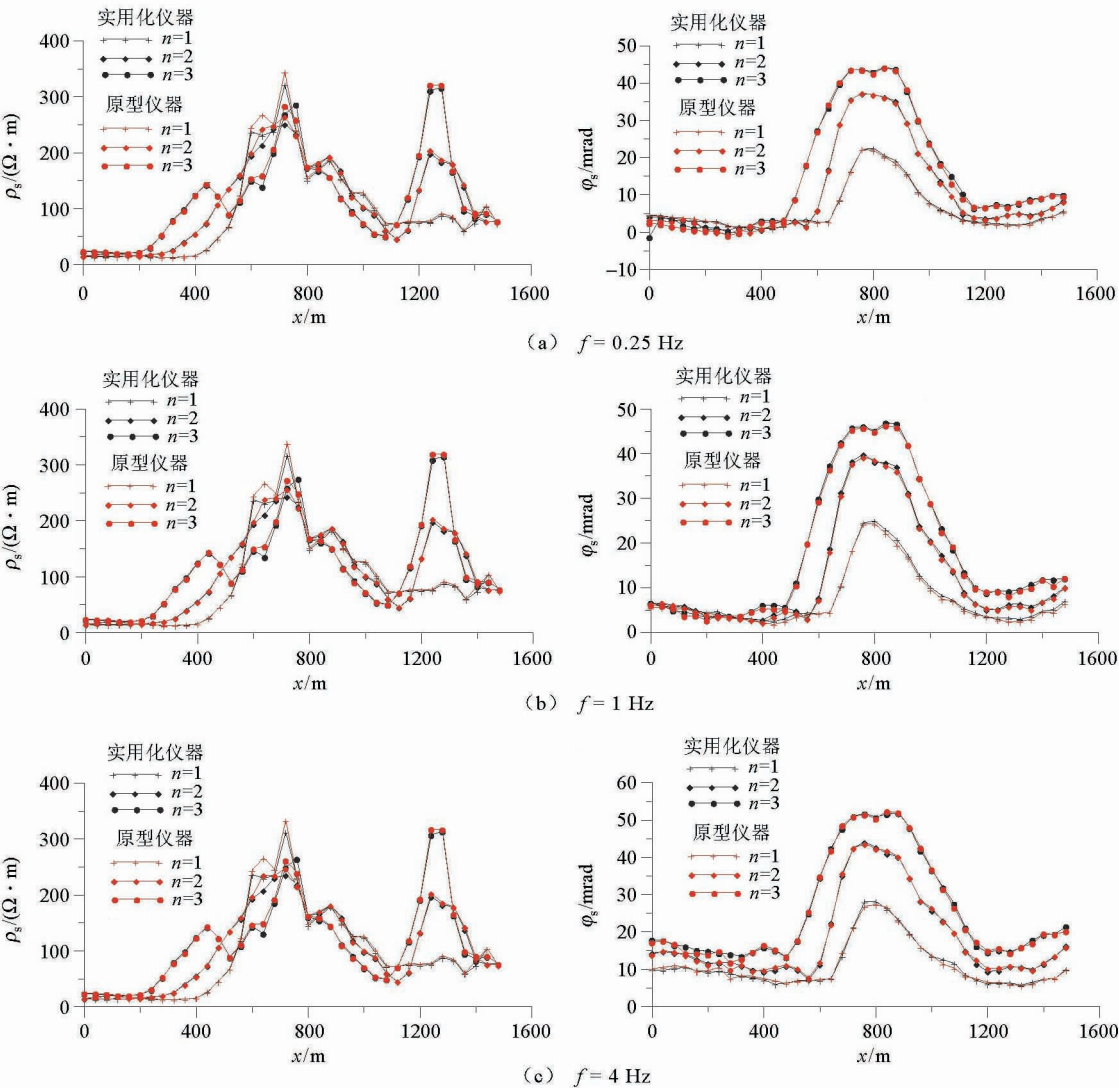 实用化仪器
n=1
n=2
n=3
原型仪器
n=1
n=2
n=3
ρs/(Ω·m)
400
300
200
100
0
0 400 800 1200 1600
x/m
实用化仪器
n=1
n=2
n=3
原型仪器
n=1
n=2
n=3
φs/mrad
50
40
30
20
10
0
−10
0 400 800 1200 1600
x/m
（a） f = 0.25 Hz
实用化仪器
n=1
n=2
n=3
原型仪器
n=1
n=2
n=3
ρs/(Ω·m)
400
300
200
100
0
0 400 800 1200 1600
x/m
实用化仪器
n=1
n=2
n=3
原型仪器
n=1
n=2
n=3
φs/mrad
50
40
30
20
10
0
0 400 800 1200 1600
x/m
（b） f = 1 Hz
实用化仪器
n=1
n=2
n=3
原型仪器
n=1
n=2
n=3
ρs/(Ω·m)
400
300
200
100
0
0 400 800 1200 1600
x/m
实用化仪器
n=1
n=2
n=3
原型仪器
n=1
n=2
n=3
φs/mrad
60
50
40
30
20
10
0
0 400 800 1200 1600
x/m
（c） f = 4 Hz